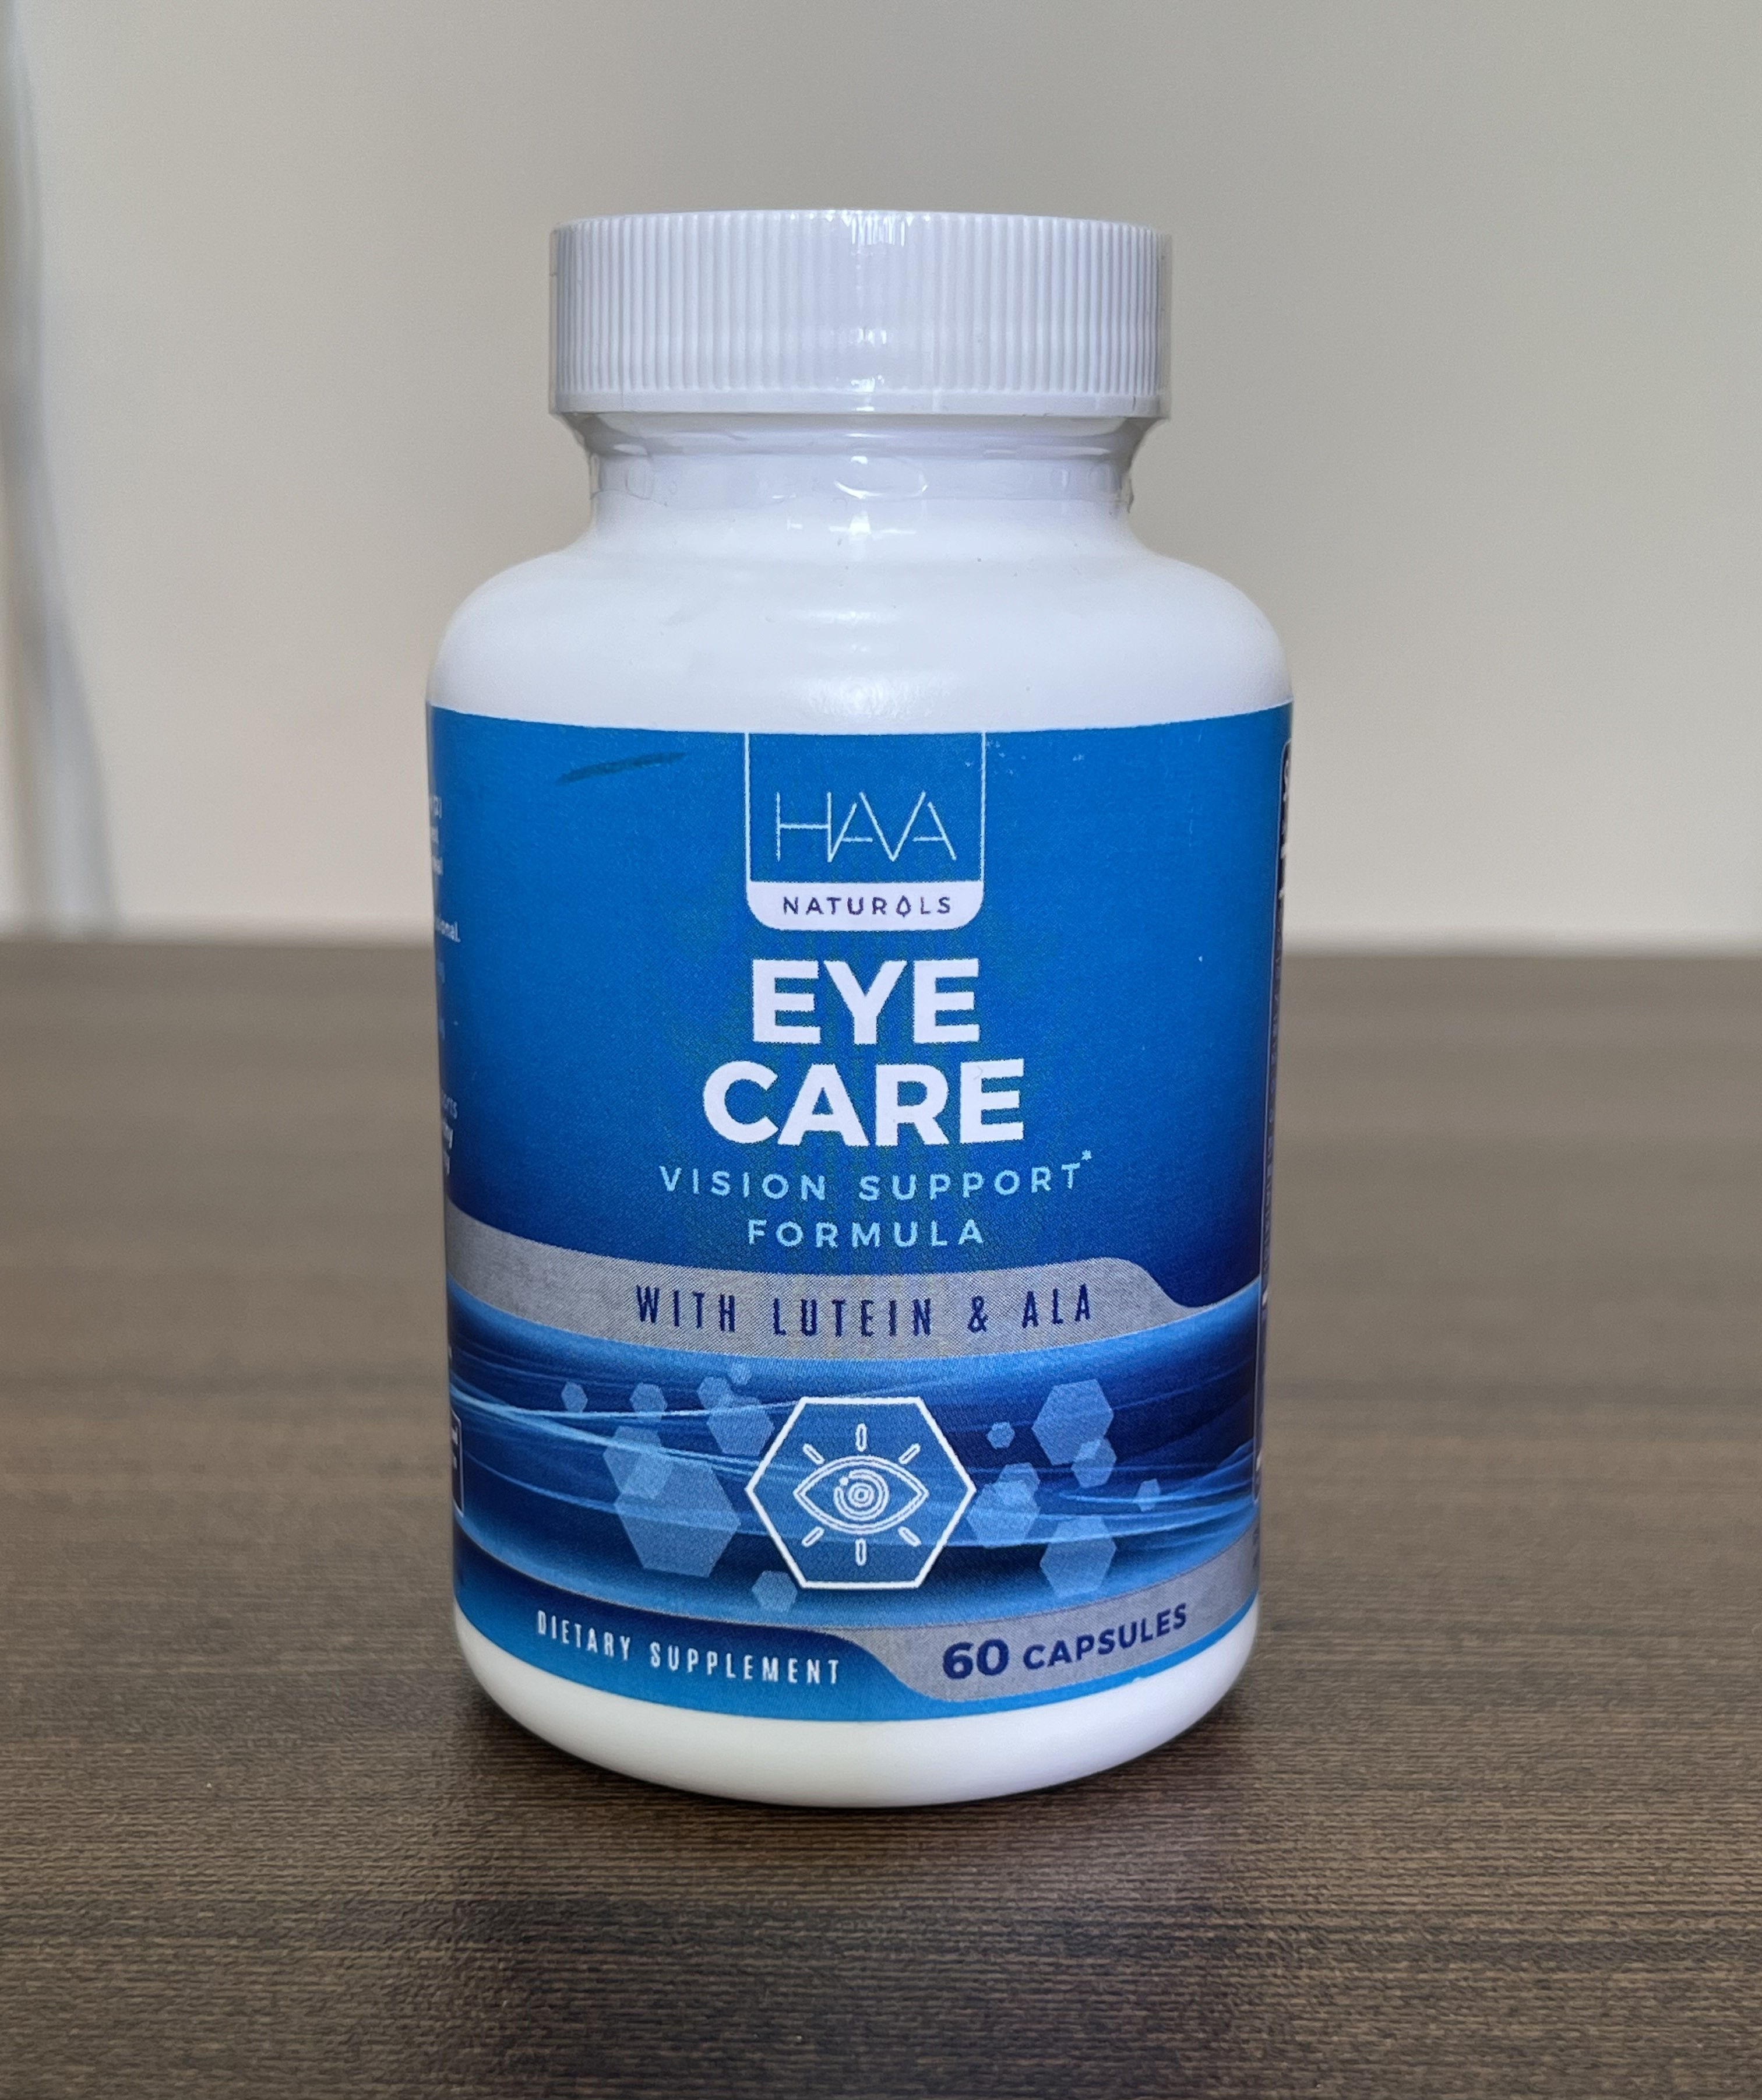 HAVA
NATURALS
EYE
CARE
VISION SUPPORT*
FORMULA
WITH LUTEIN & ALA
DIETARY SUPPLEMENT
60 CAPSULES